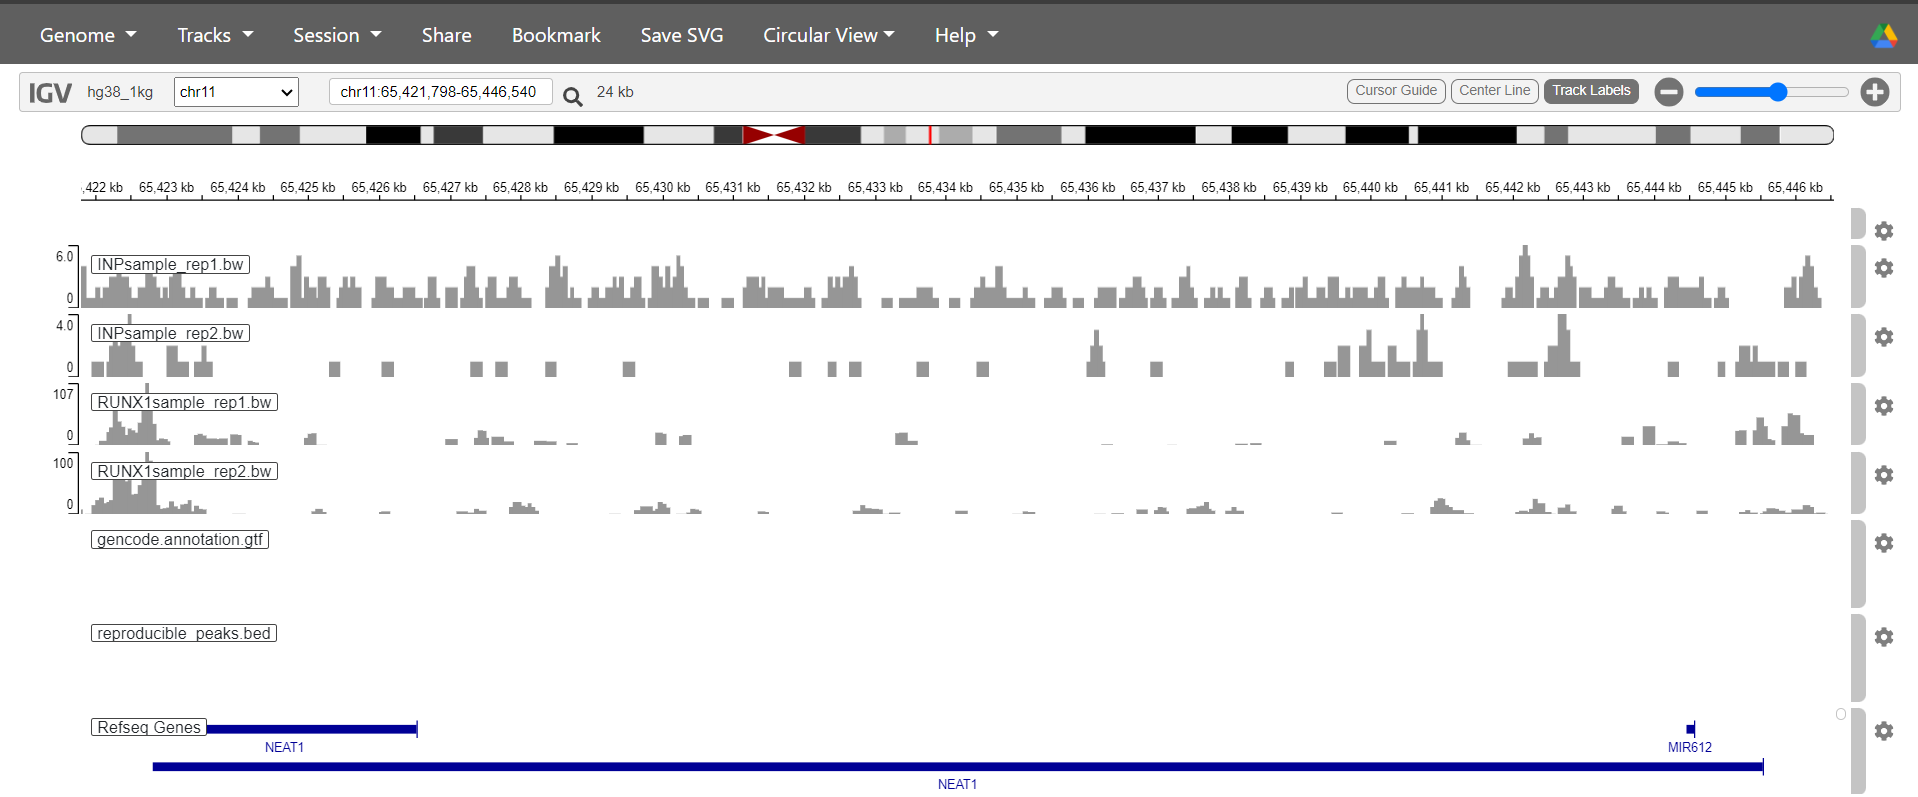 Genome Tracks Session Share Bookmark Save SVG Circular View Help
IGV hg38_1kg chr11 chr11:65,421,798-65,446,540 24 kb Cursor Guide Center Line Track Labels
,422 kb 65,423 kb 65,424 kb 65,425 kb 65,426 kb 65,427 kb 65,428 kb 65,429 kb 65,430 kb 65,431 kb 65,432 kb 65,433 kb 65,434 kb 65,435 kb 65,436 kb 65,437 kb 65,438 kb 65,439 kb 65,440 kb 65,441 kb 65,442 kb 65,443 kb 65,444 kb 65,445 kb 65,446 kb
6.0 INPsample_rep1.bw
0
4.0 INPsample_rep2.bw
0
107 RUNX1sample_rep1.bw
0
100 RUNX1sample_rep2.bw
0
gencode.annotation.gtf
reproducible_peaks.bed
Refseq Genes
NEAT1 MIR612
NEAT1